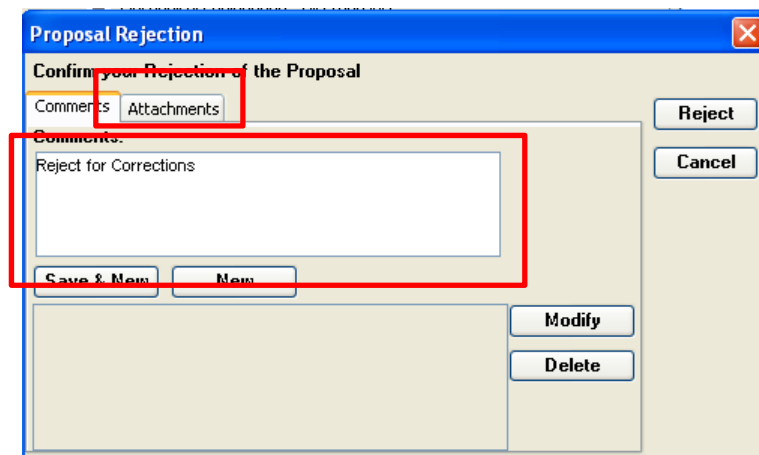 Proposal Rejection
Confirm your Rejection of the Proposal
Comments Attachments
Reject
Comments:
Cancel
Reject for Corrections
Save & New New
Modify
Delete